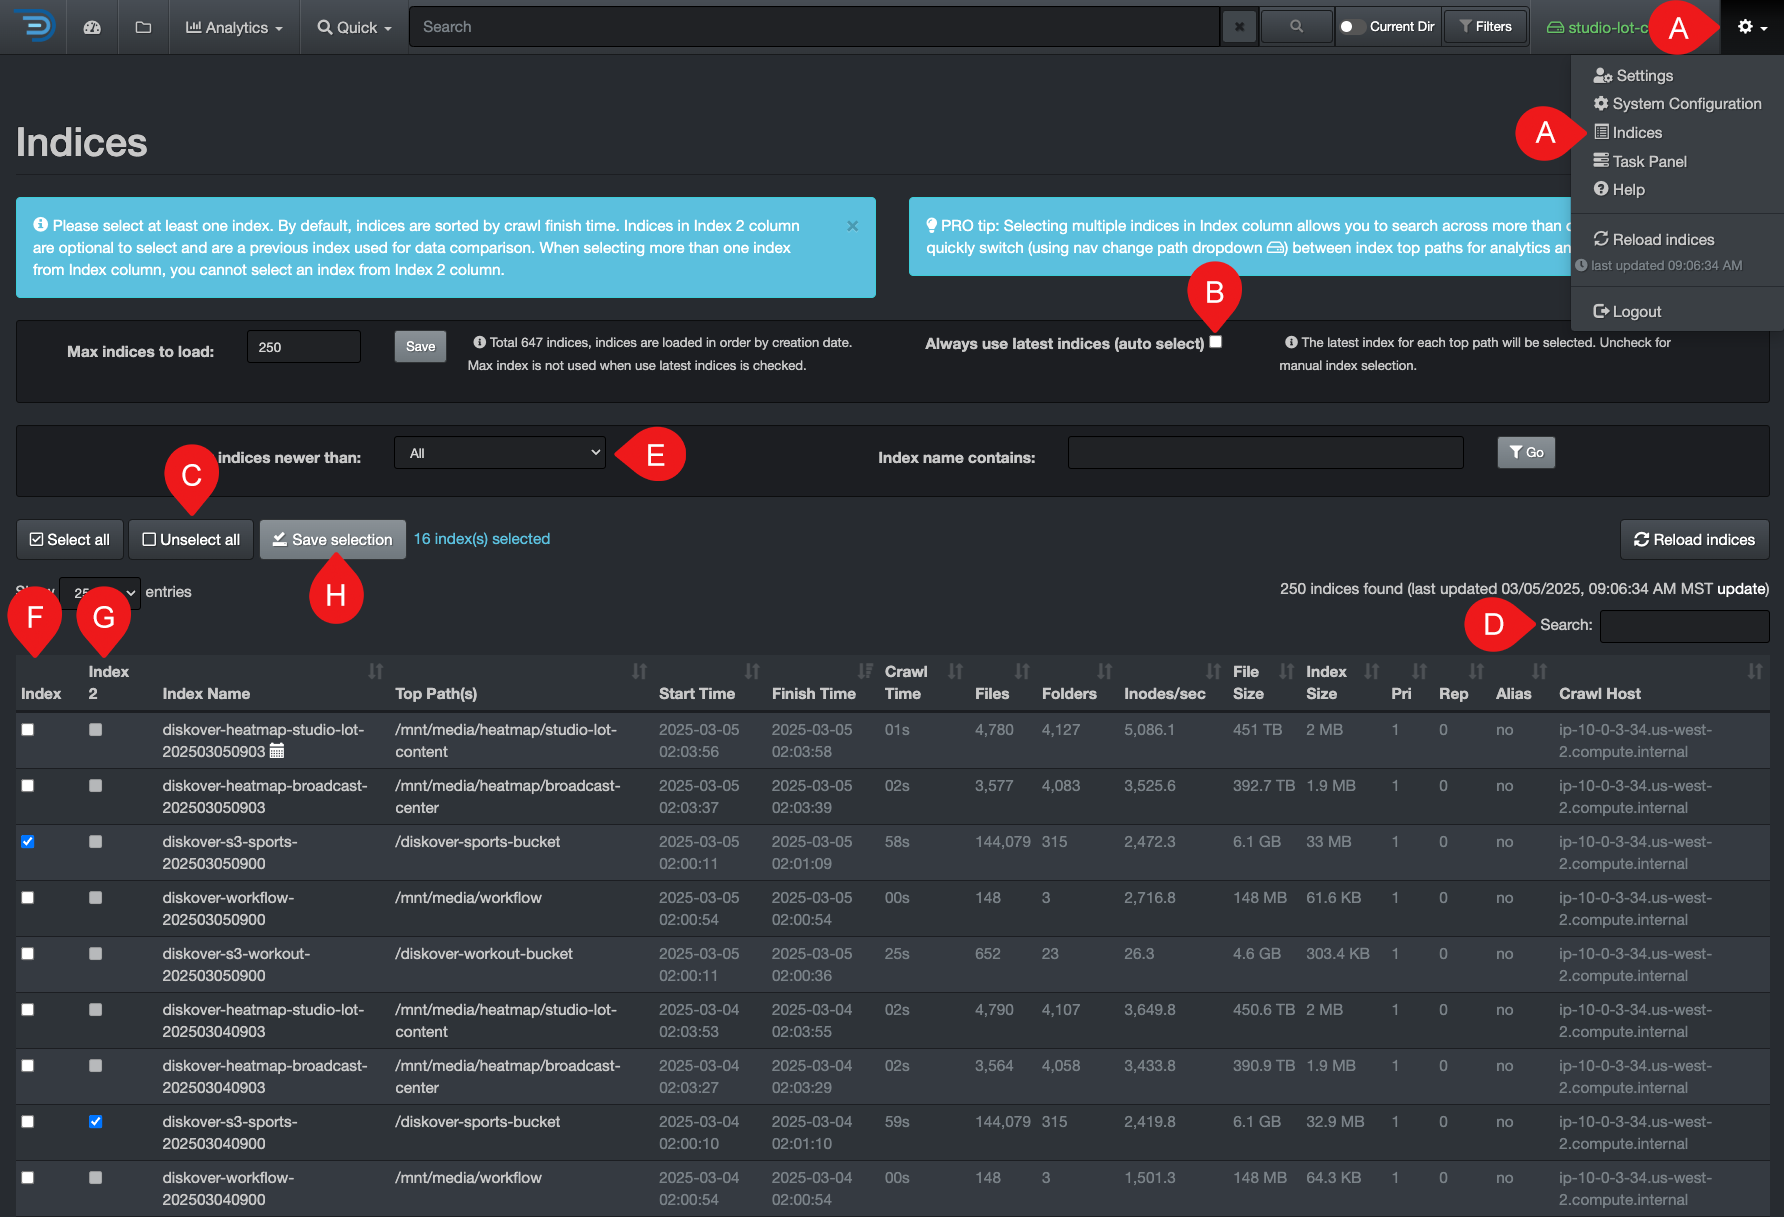 Analytics
Quick
Search
Current Dir
Filters
studio-lot-c
A
Settings
System Configuration
A
Indices
Task Panel
Help
Reload indices
last updated 09:06:34 AM
Logout
Indices
Please select at least one index. By default, indices are sorted by crawl finish time. Indices in Index 2 column
are optional to select and are a previous index used for data comparison. When selecting more than one index
from Index column, you cannot select an index from Index 2 column.
×
PRO tip: Selecting multiple indices in Index column allows you to search across more than
quickly switch (using nav change path dropdown ) between index top paths for analytics
B
Max indices to load:
250
Save
Total 647 indices, indices are loaded in order by creation date.
Max index is not used when use latest indices is checked.
Always use latest indices (auto select)
The latest index for each top path will be selected. Uncheck for
manual index selection.
C
indices newer than:
All
E
Index name contains:
Go
Select all
Unselect all
Save selection
16 index(s) selected
Reload indices
H
entries
250 indices found (last updated 03/05/2025, 09:06:34 AM MST update)
F
G
D
Search:
Index
Index 2
Index Name
Top Path(s)
Start Time
Finish Time
Crawl Time
Files
Folders
Inodes/sec
File Size
Index Size
Pri
Rep
Alias
Crawl Host
diskover-heatmap-studio-lot- /mnt/media/heatmap/studio-lot- 2025-03-05 2025-03-05 01s 4,780 4,127 5,086.1 451 TB 2 MB 1 0 no ip-10-0-3-34.us-west-
202503050903 content 02:03:56 02:03:58 2.compute.internal
diskover-heatmap-broadcast- /mnt/media/heatmap/broadcast- 2025-03-05 2025-03-05 02s 3,577 4,083 3,525.6 392.7 TB 1.9 MB 1 0 no ip-10-0-3-34.us-west-
202503050903 center 02:03:37 02:03:39 2.compute.internal
diskover-s3-sports- /diskover-sports-bucket 2025-03-05 2025-03-05 58s 144,079 315 2,472.3 6.1 GB 33 MB 1 0 no ip-10-0-3-34.us-west-
202503050900 02:00:11 02:01:09 2.compute.internal
diskover-workflow- /mnt/media/workflow 2025-03-05 2025-03-05 00s 148 3 2,716.8 148 MB 61.6 KB 1 0 no ip-10-0-3-34.us-west-
202503050900 02:00:54 02:00:54 2.compute.internal
diskover-s3-workout- /diskover-workout-bucket 2025-03-05 2025-03-05 25s 652 23 26.3 4.6 GB 303.4 KB 1 0 no ip-10-0-3-34.us-west-
202503050900 02:00:11 02:00:36 2.compute.internal
diskover-heatmap-studio-lot- /mnt/media/heatmap/studio-lot- 2025-03-04 2025-03-04 02s 4,790 4,107 3,649.8 450.6 TB 2 MB 1 0 no ip-10-0-3-34.us-west-
202503040903 content 02:03:53 02:03:55 2.compute.internal
diskover-heatmap-broadcast- /mnt/media/heatmap/broadcast- 2025-03-04 2025-03-04 02s 3,564 4,058 3,433.8 390.9 TB 1.9 MB 1 0 no ip-10-0-3-34.us-west-
202503040903 center 02:03:27 02:03:29 2.compute.internal
diskover-s3-sports- /diskover-sports-bucket 2025-03-04 2025-03-04 59s 144,079 315 2,419.8 6.1 GB 32.9 MB 1 0 no ip-10-0-3-34.us-west-
202503040900 02:00:10 02:01:10 2.compute.internal
diskover-workflow- /mnt/media/workflow 2025-03-04 2025-03-04 00s 148 3 1,501.3 148 MB 64.3 KB 1 0 no ip-10-0-3-34.us-west-
202503040900 02:00:54 02:00:54 2.compute.internal